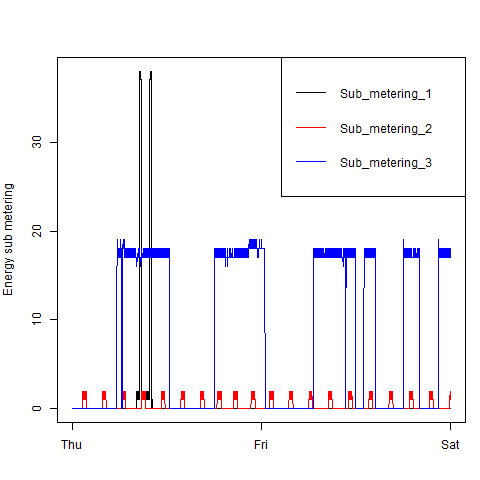 Sub_metering_1
Sub_metering_2
Sub_metering_3
Energy sub metering
30
20
10
0
Thu Fri Sat